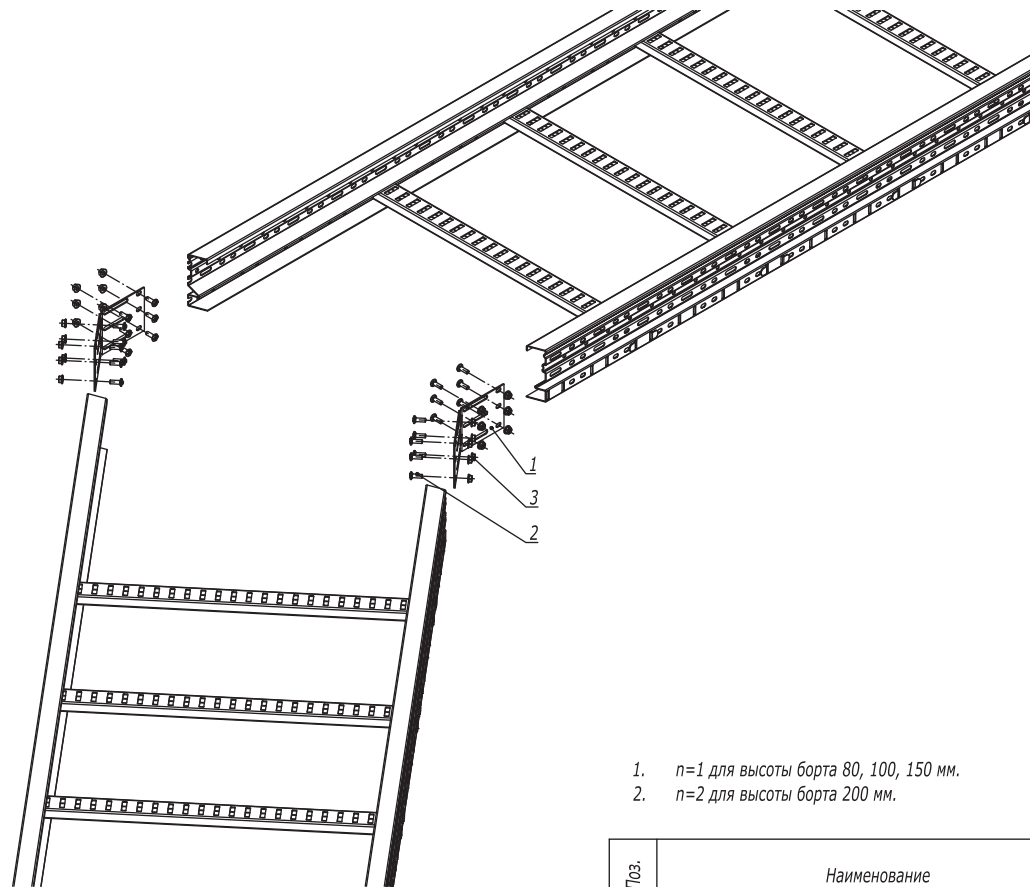 1
3
2
1. n=1 для высоты борта 80, 100, 150 мм.
2. n=2 для высоты борта 200 мм.
Поз.
Наименование